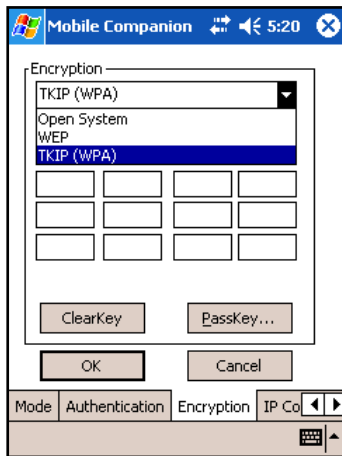 Mobile Companion 5:20
Encryption
TKIP (WPA)
Open System
WEP
TKIP (WPA)
ClearKey PassKey...
OK Cancel
Mode Authentication Encryption IP Co